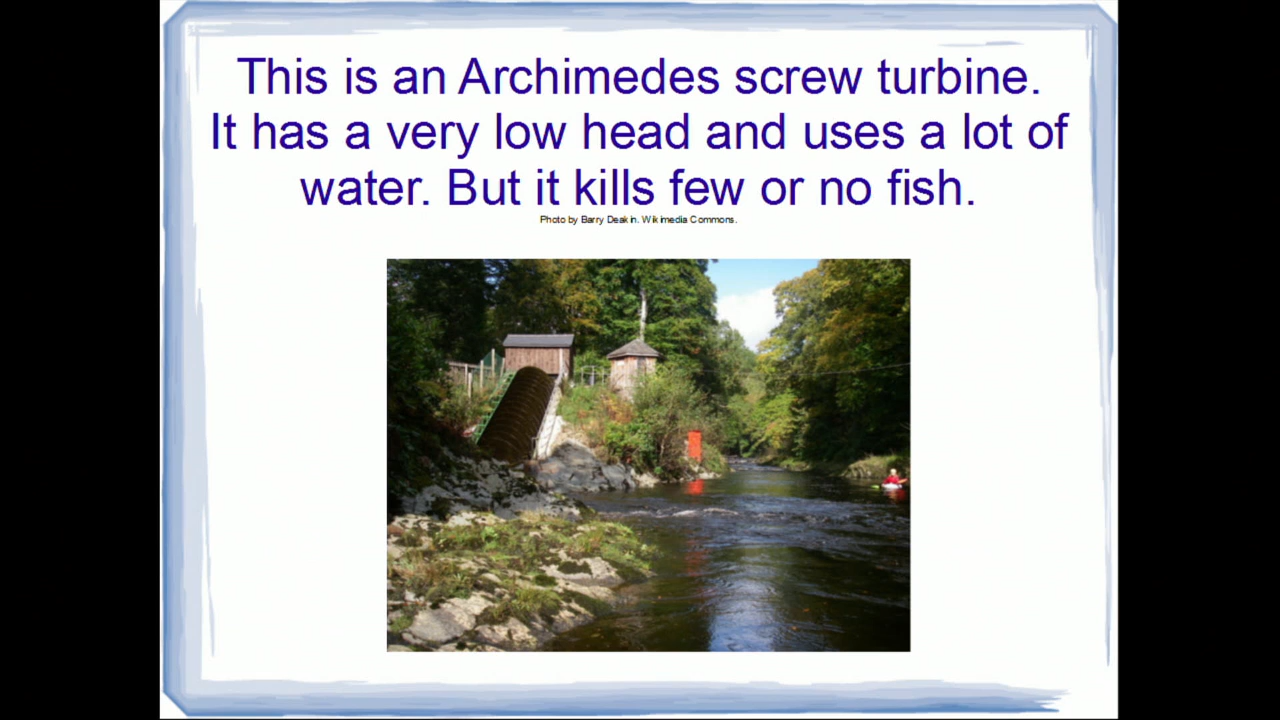 This is an Archimedes screw turbine.
It has a very low head and uses a lot of
water. But it kills few or no fish.
Photo by Barry Deakin. Wikimedia Commons.